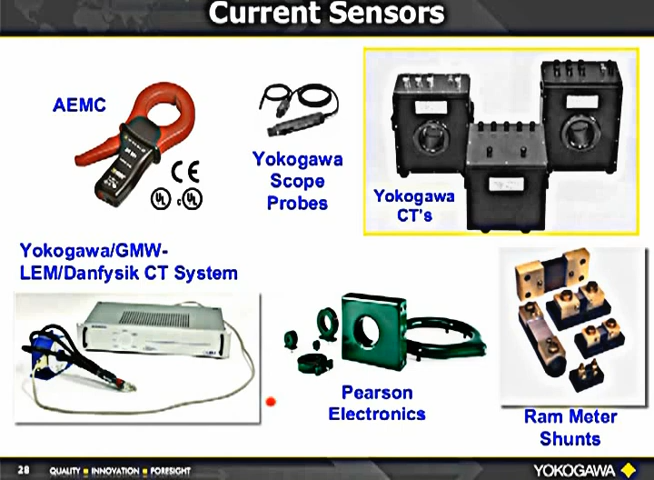 Current Sensors
AEMC
Yokogawa
Scope
Probes
Yokogawa
CT's
Yokogawa/GMW-
LEM/Danfysik CT System
Pearson
Electronics
Ram Meter
Shunts
28 QUALITY INNOVATION FORESIGHT
YOKOGAWA